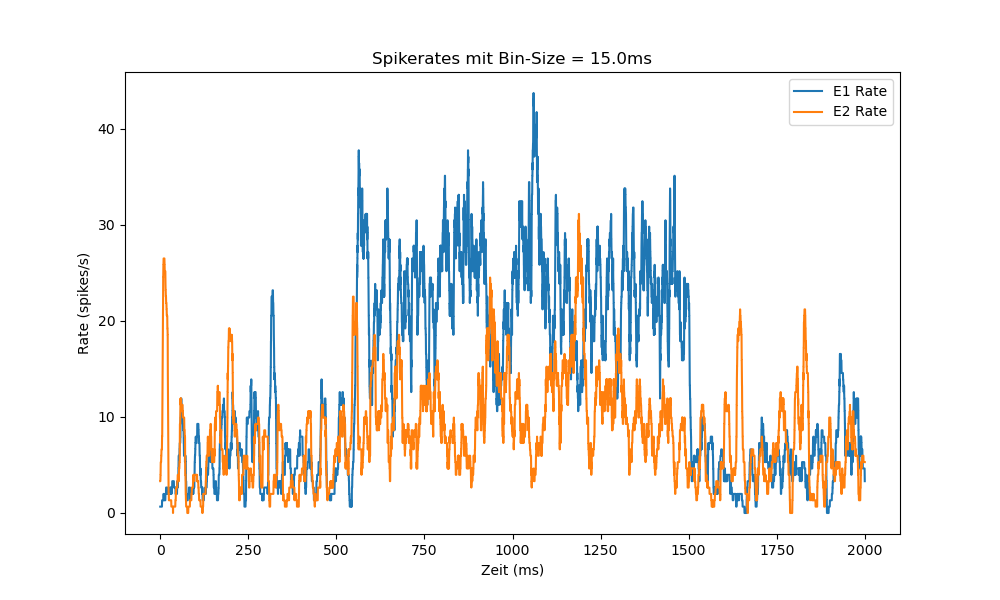 Spikerates mit Bin-Size = 15.0ms
E1 Rate
E2 Rate
40
30
20
10
0
Rate (spikes/s)
0 250 500 750 1000 1250 1500 1750 2000
Zeit (ms)